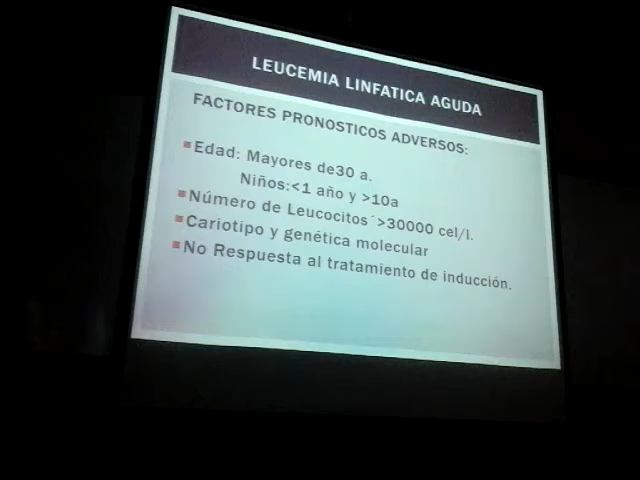 LEUCEMIA LINFATICA AGUDA
FACTORES PRONOSTICOS ADVERSOS:
Edad: Mayores de30 a.
Niños:<1 año y >10a
Número de Leucocitos´>30000 cel/l.
Cariotipo y genética molecular
No Respuesta al tratamiento de inducción.